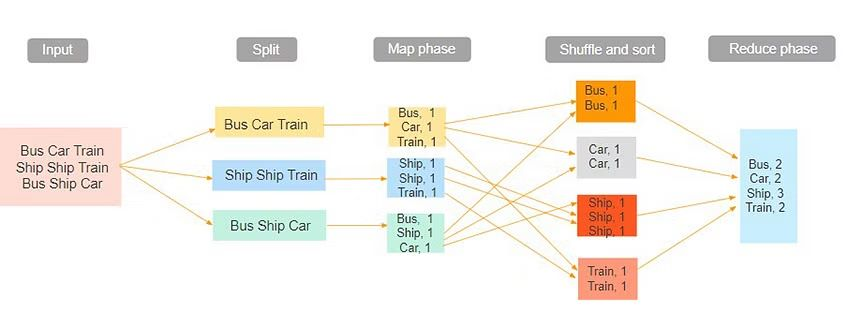 Input
Split
Map phase
Shuffle and sort
Reduce phase
Bus Car Train
Ship Ship Train
Bus Ship Car
Bus Car Train
Ship Ship Train
Bus Ship Car
Bus, 1
Car, 1
Train, 1
Ship, 1
Ship, 1
Train, 1
Bus, 1
Ship, 1
Car, 1
Bus, 1
Bus, 1
Car, 1
Car, 1
Ship, 1
Ship, 1
Ship, 1
Train, 1
Train, 1
Bus, 2
Car, 2
Ship, 3
Train, 2